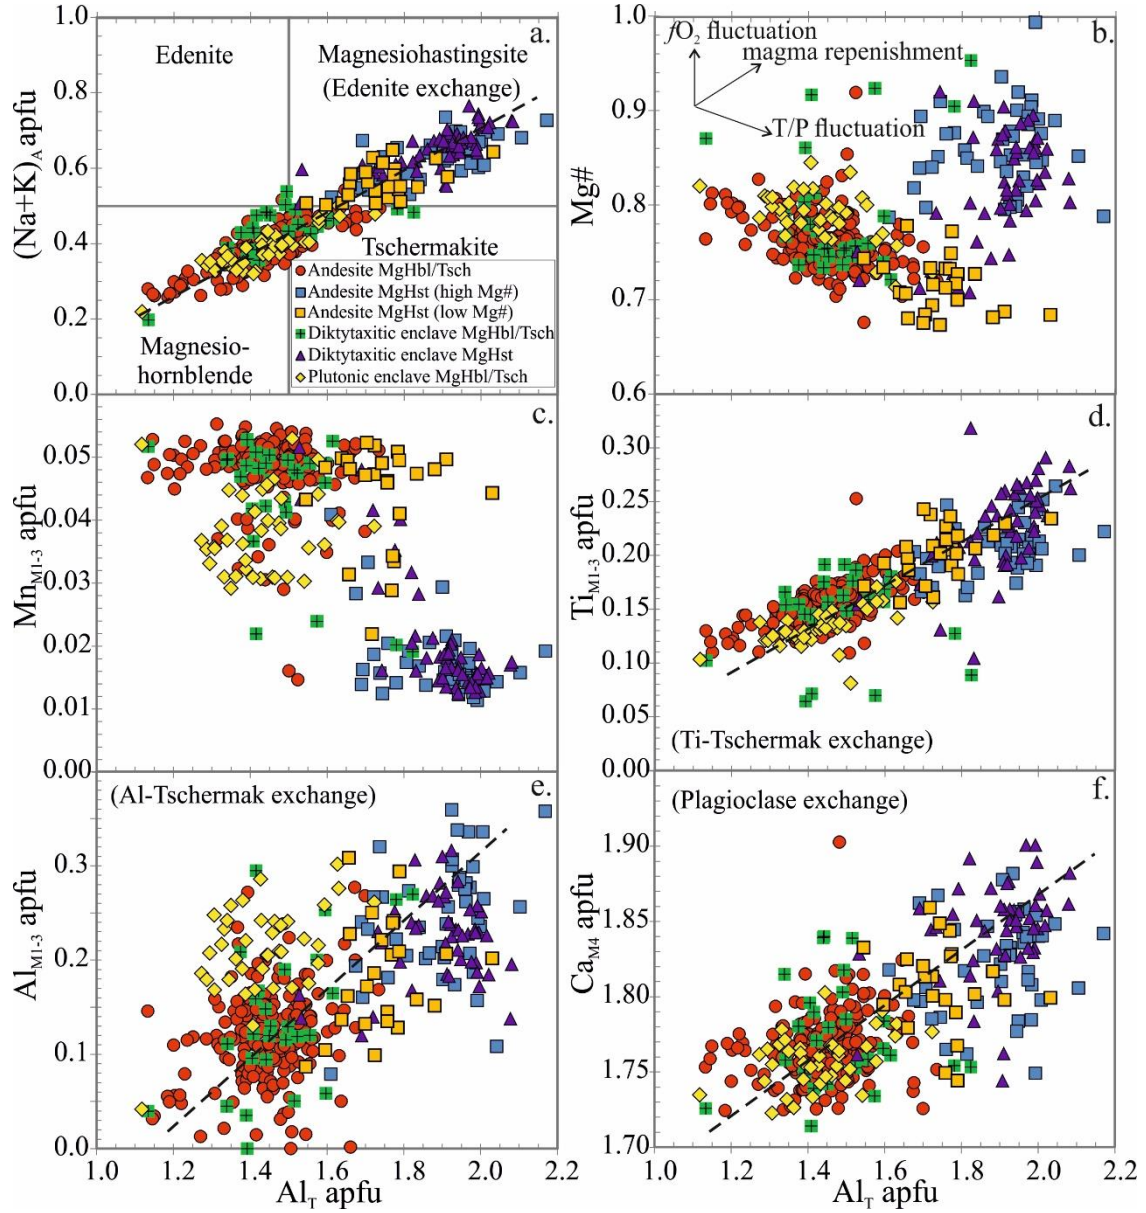 a.
Edenite
Magnesiohastingsite
(Edenite exchange)
Tschermakite
Andesite MgHbl/Tsch
Andesite MgHst (high Mg#)
Andesite MgHst (low Mg#)
Diktytaxitic enclave MgHbl/Tsch
Diktytaxitic enclave MgHst
Plutonic enclave MgHbl/Tsch
Magnesio-
hornblende
(Na+K)A apfu
1.0
0.8
0.6
0.4
0.2
0.0
b.
fO2 fluctuation
magma repenishment
T/P fluctuation
Mg#
1.0
0.9
0.8
0.7
0.6
c.
MnM1-3 apfu
0.05
0.04
0.03
0.02
0.01
0.00
d.
(Ti-Tschermak exchange)
TiM1-3 apfu
0.30
0.25
0.20
0.15
0.10
0.05
0.00
e.
(Al-Tschermak exchange)
AlM1-3 apfu
0.3
0.2
0.1
0.0
1.0 1.2 1.4 1.6 1.8 2.0 2.2
AlT apfu
f.
(Plagioclase exchange)
CaM4 apfu
1.90
1.85
1.80
1.75
1.70
1.0 1.2 1.4 1.6 1.8 2.0 2.2
AlT apfu